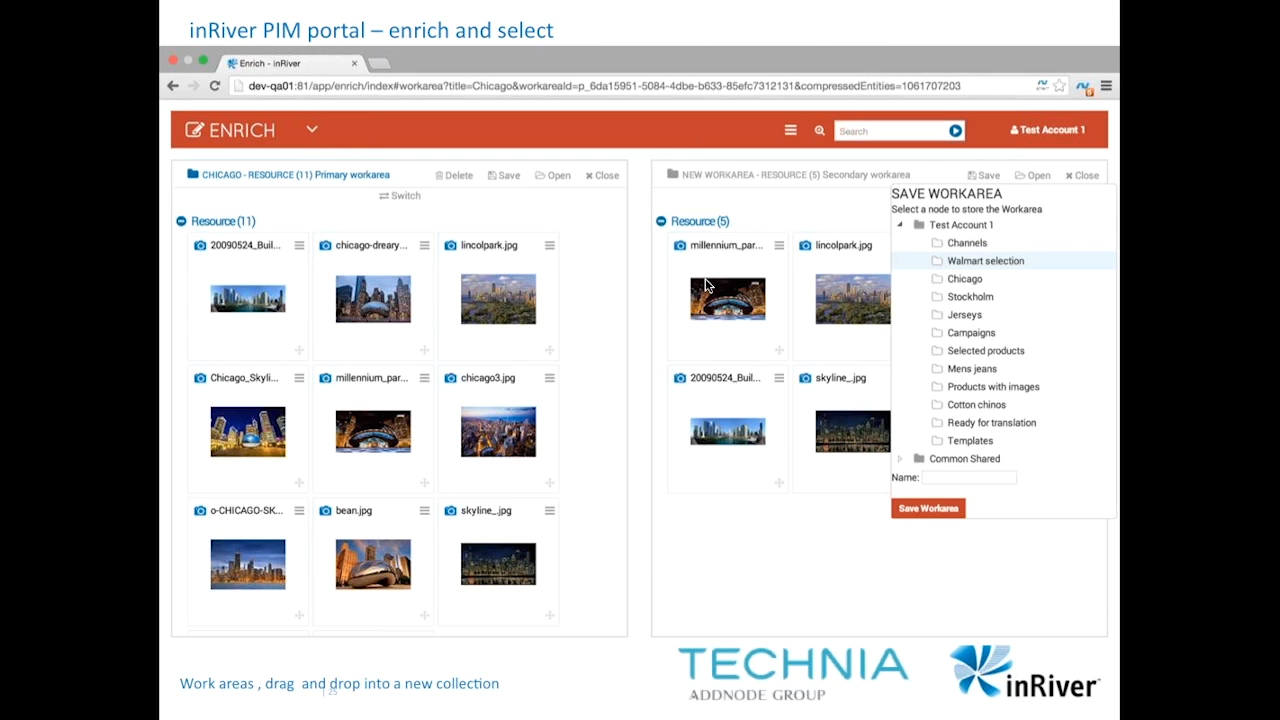 inRiver PIM portal – enrich and select
Enrich - inRiver
dev-qa01:81/app/enrich/index#workarea?title=Chicago&workareaId=p_6da15951-5084-4dbe-b633-85efc7312131&compressedEntities=1061707203
ENRICH
Search
Test Account 1
CHICAGO - RESOURCE (11) Primary workarea
Delete Save Open Close
Switch
Resource (11)
20090524_Buil... chicago-dreary... lincolpark.jpg
Chicago_Skyli... millennium_par... chicago3.jpg
o-CHICAGO-SK... bean.jpg skyline_.jpg
NEW WORKAREA - RESOURCE (5) Secondary workarea
Save Open Close
Resource (5)
millennium_par... lincolpark.jpg
20090524_Buil... skyline_.jpg
SAVE WORKAREA
Select a node to store the Workarea
Test Account 1
Channels
Walmart selection
Chicago
Stockholm
Jerseys
Campaigns
Selected products
Mens jeans
Products with images
Cotton chinos
Ready for translation
Templates
Common Shared
Name:
Save Workarea
TECHNIA
ADDNODE GROUP
inRiver
Work areas , drag and drop into a new collection